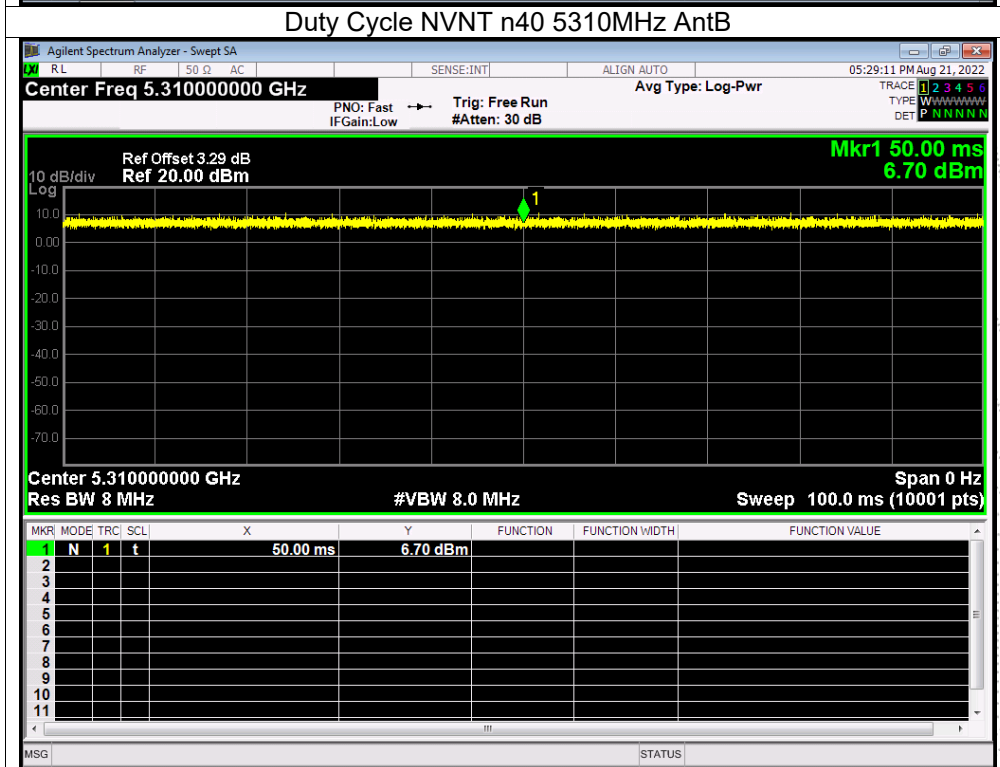 Duty Cycle NVNT n40 5310MHz AntB
Agilent Spectrum Analyzer - Swept SA
LXI RL RF 50 Ω AC SENSE:INT ALIGN AUTO 05:29:11 PM Aug 21, 2022
Center Freq 5.310000000 GHz Avg Type: Log-Pwr TRACE 1 2 3 4 5 6
PNO: Fast Trig: Free Run TYPE WWWWWWW
IFGain:Low #Atten: 30 dB DET P N N N N N
Mkr1 50.00 ms
Ref Offset 3.29 dB
10 dB/div Ref 20.00 dBm 6.70 dBm
Log
1
10.0
0.00
-10.0
-20.0
-30.0
-40.0
-50.0
-60.0
-70.0
Center 5.310000000 GHz Span 0 Hz
Res BW 8 MHz #VBW 8.0 MHz Sweep 100.0 ms (10001 pts)
MKR MODE TRC SCL X Y FUNCTION FUNCTION WIDTH FUNCTION VALUE
1 N 1 t 50.00 ms 6.70 dBm
2
3
4
5
6
7
8
9
10
11
MSG STATUS